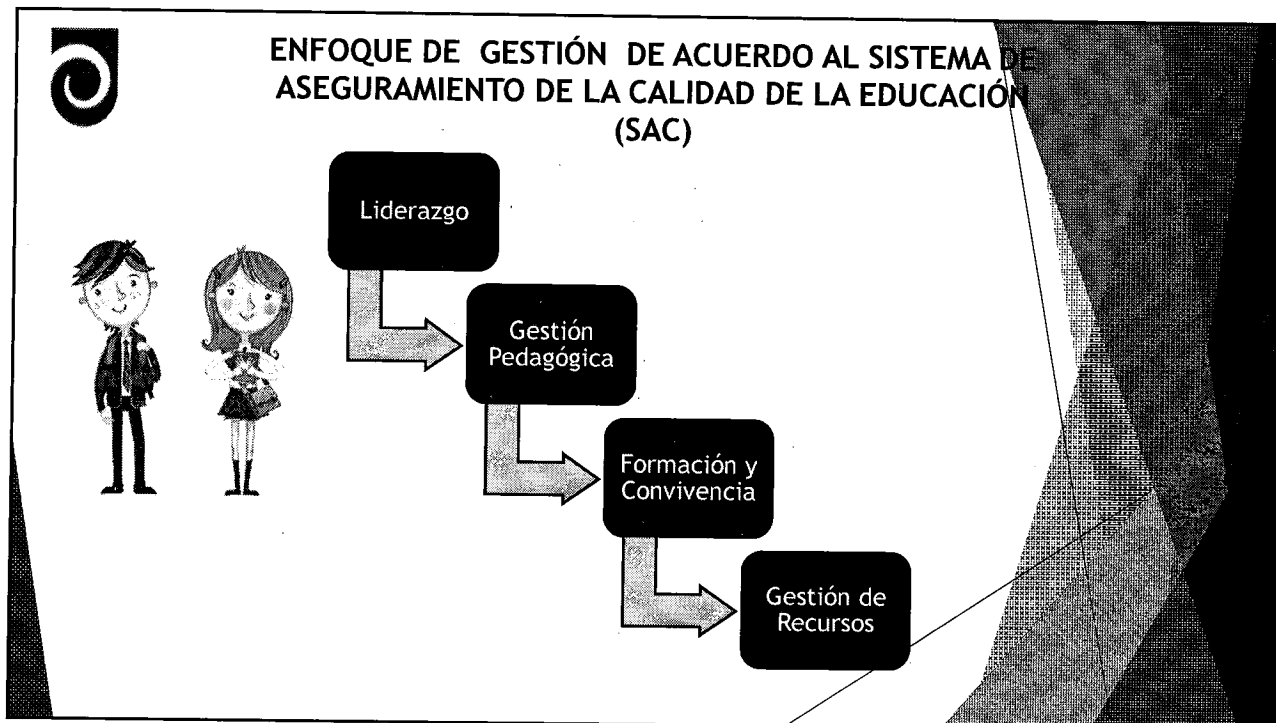 ENFOQUE DE GESTIÓN DE ACUERDO AL SISTEMA DE
ASEGURAMIENTO DE LA CALIDAD DE LA EDUCACIÓN
(SAC)
Liderazgo
Gestión
Pedagógica
Formación y
Convivencia
Gestión de
Recursos